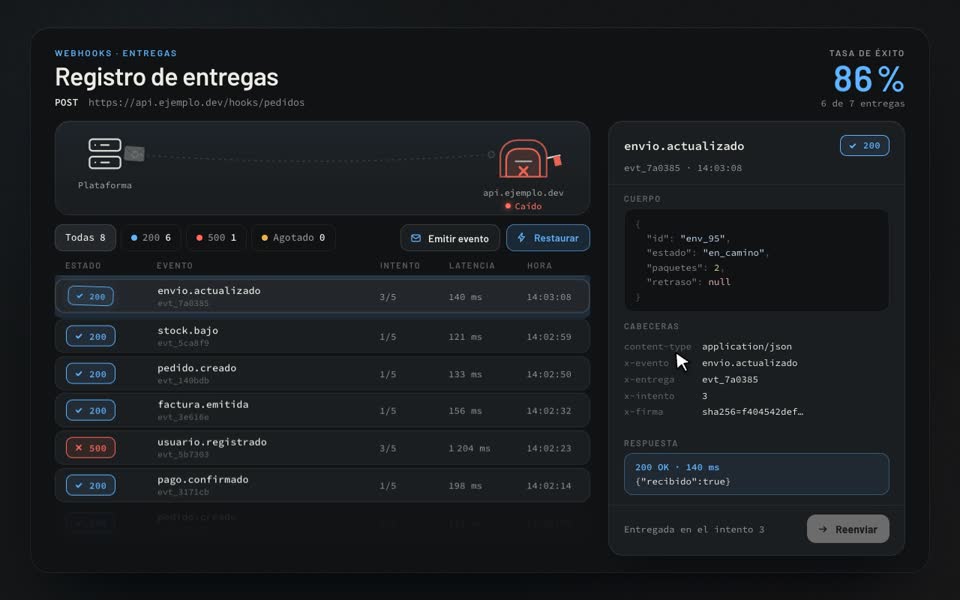 WEBHOOKS · ENTREGAS
Registro de entregas
POST https://api.ejemplo.dev/hooks/pedidos
TASA DE ÉXITO
86 %
6 de 7 entregas
Plataforma
api.ejemplo.dev
Caído
Todas 8
200 6
500 1
Agotado 0
Emitir evento
Restaurar
ESTADO EVENTO INTENTO LATENCIA HORA
200 envio.actualizado 3/5 140 ms 14:03:08
evt_7a0385
200 stock.bajo 1/5 121 ms 14:02:59
evt_5ca8f9
200 pedido.creado 1/5 133 ms 14:02:50
evt_140bdb
200 factura.emitida 1/5 156 ms 14:02:32
evt_3e616e
500 usuario.registrado 3/5 1 204 ms 14:02:23
evt_5b7303
200 pago.confirmado 1/5 198 ms 14:02:14
evt_3171cb
pedido.creado
envio.actualizado
200
evt_7a0385 · 14:03:08
CUERPO
{
"id": "env_95",
"estado": "en_camino",
"paquetes": 2,
"retraso": null
}
CABECERAS
content-type application/json
x-evento envio.actualizado
x-entrega evt_7a0385
x-intento 3
x-firma sha256=f404542def…
RESPUESTA
200 OK · 140 ms
{"recibido":true}
Entregada en el intento 3
Reenviar